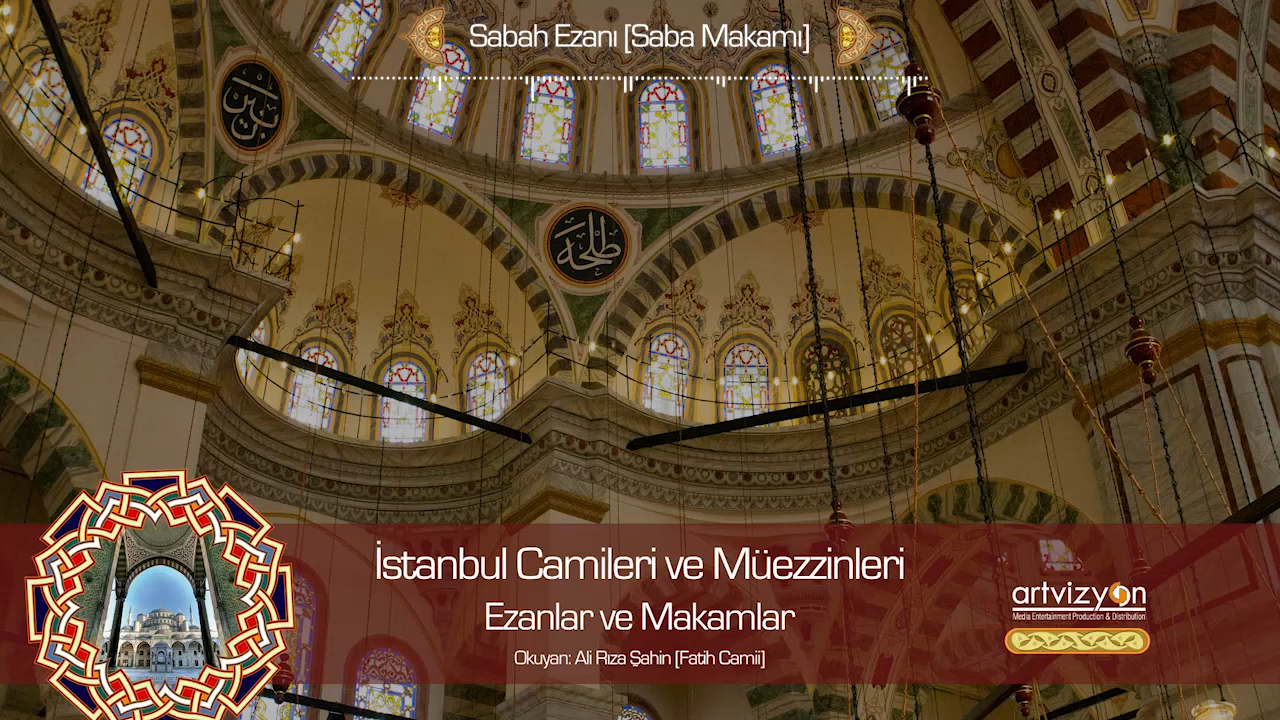 Sabah Ezanı [Saba Makamı]
طلحة
İstanbul Camileri ve Müezzinleri
Ezanlar ve Makamlar
Okuyan: Ali Rıza Şahin [Fatih Camii]
artvizyon
Media Entertainment Production & Distribution